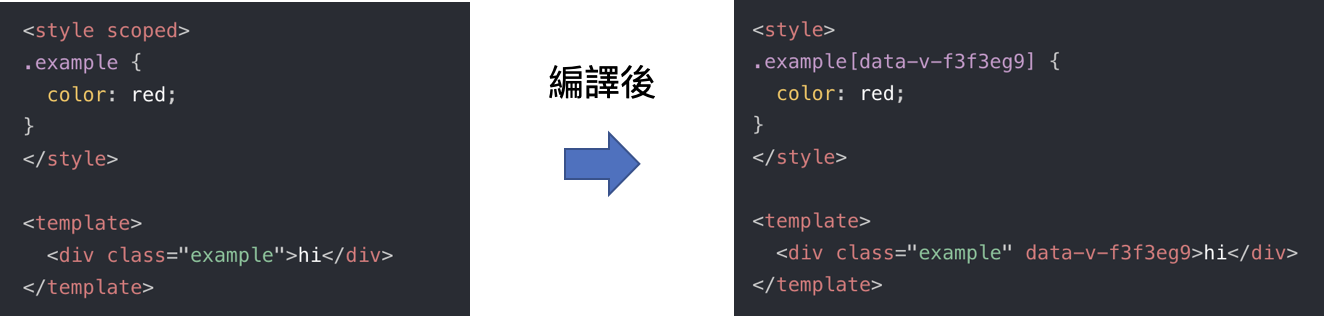 <style scoped>
.example {
  color: red;
}
</style>

<template>
  <div class="example">hi</div>
</template>
編譯後
<style>
.example[data-v-f3f3eg9] {
  color: red;
}
</style>

<template>
  <div class="example" data-v-f3f3eg9>hi</div>
</template>